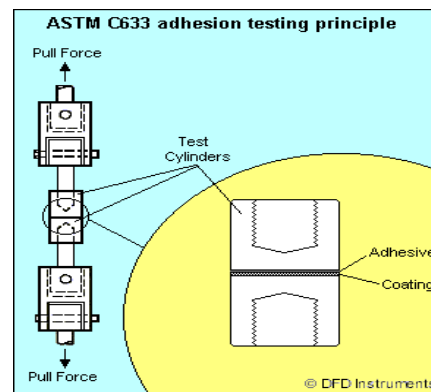 ASTM C633 adhesion testing principle
Pull Force
Test
Cylinders
Adhesive
Coating
Pull Force
© DFD Instruments